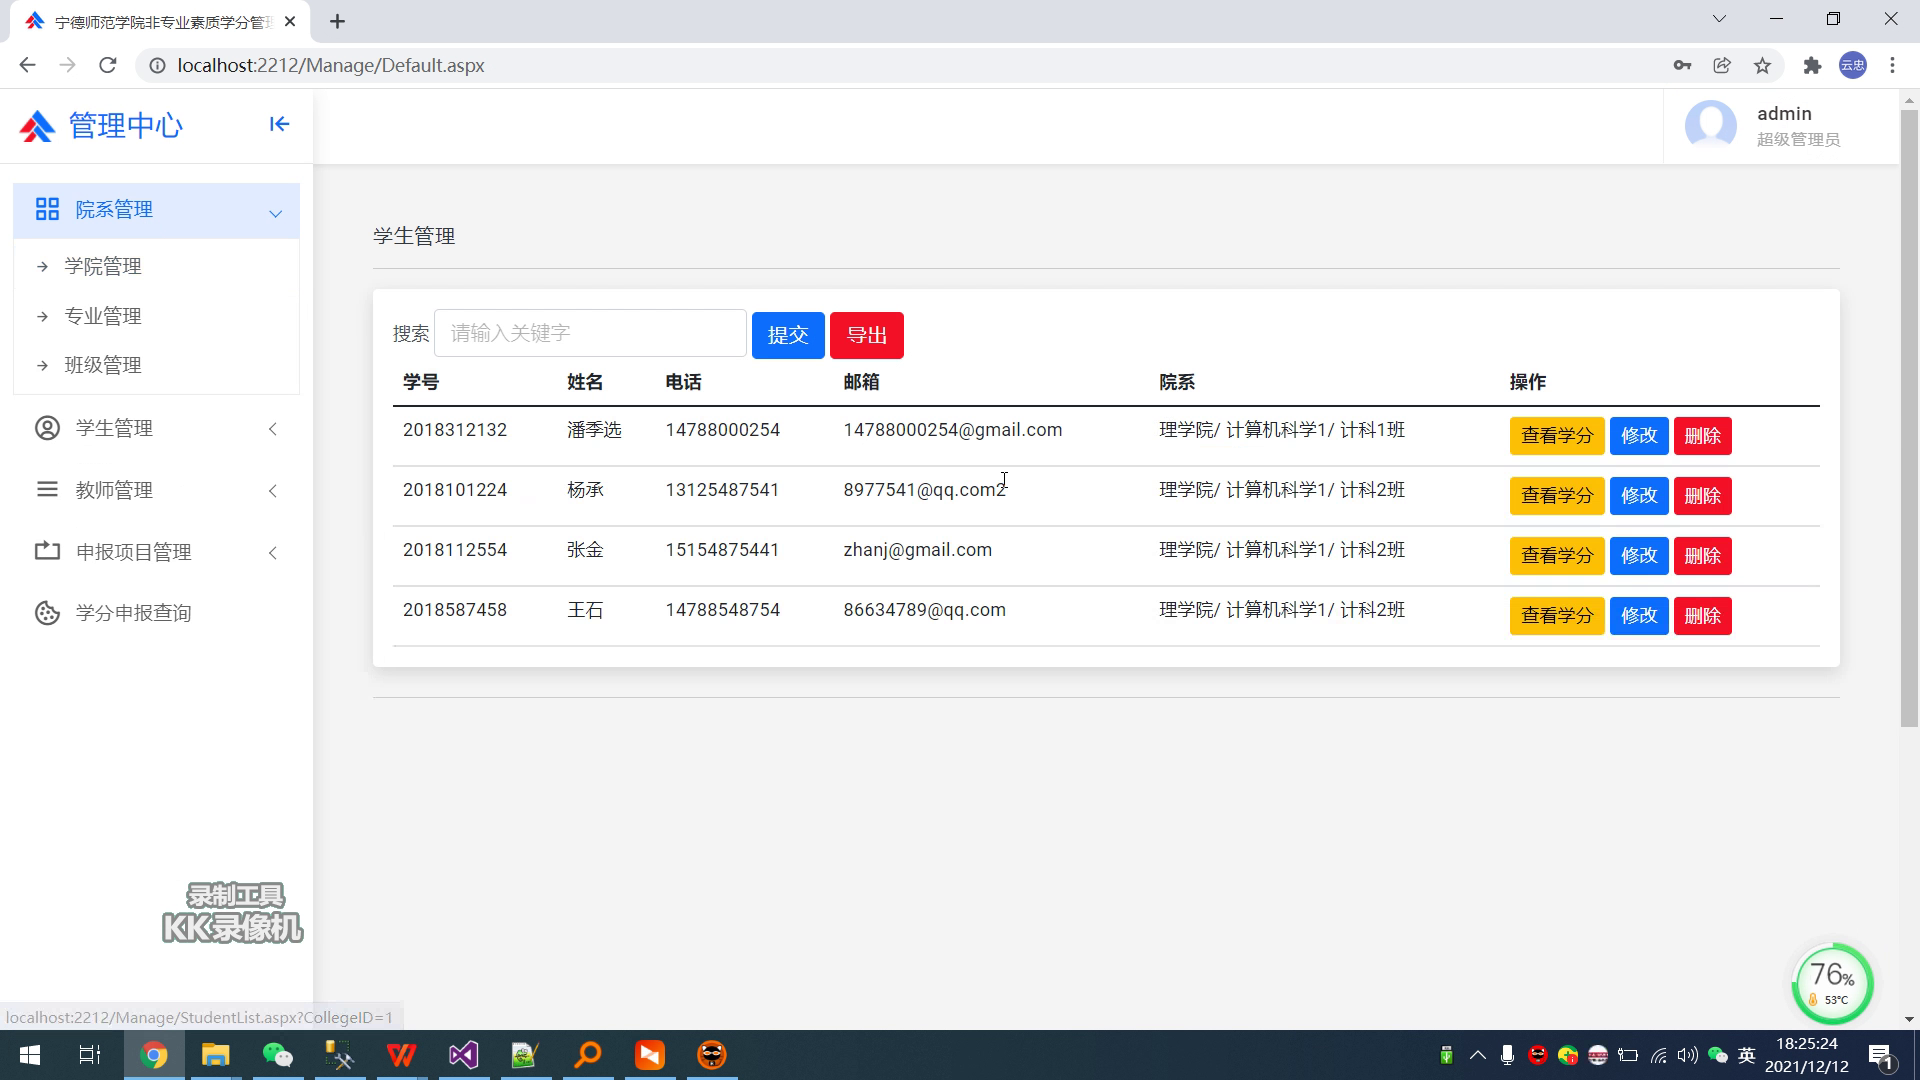 宁德师范学院非专业素质学分管理
localhost:2212/Manage/Default.aspx
云忠
管理中心
admin
超级管理员
院系管理
学院管理
专业管理
班级管理
学生管理
教师管理
申报项目管理
学分申报查询
学生管理
搜索 请输入关键字 提交 导出
学号 姓名 电话 邮箱 院系 操作
2018312132 潘季选 14788000254 14788000254@gmail.com 理学院/ 计算机科学1/ 计科1班 查看学分 修改 删除
2018101224 杨承 13125487541 8977541@qq.com2 理学院/ 计算机科学1/ 计科2班 查看学分 修改 删除
2018112554 张金 15154875441 zhanj@gmail.com 理学院/ 计算机科学1/ 计科2班 查看学分 修改 删除
2018587458 王石 14788548754 86634789@qq.com 理学院/ 计算机科学1/ 计科2班 查看学分 修改 删除
录制工具
KK录像机
76%
53°C
localhost:2212/Manage/StudentList.aspx?CollegeID=1
英
18:25:24
2021/12/12
1